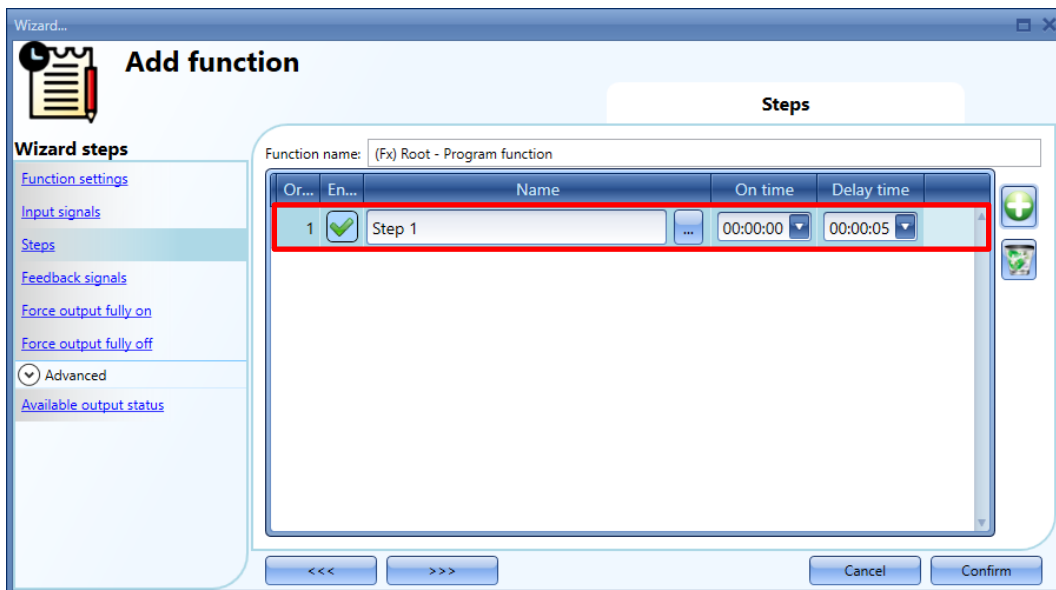 Wizard...
Add function
Steps
Wizard steps
Function settings
Input signals
Steps
Feedback signals
Force output fully on
Force output fully off
Advanced
Available output status
Function name: (Fx) Root - Program function
Or... En... Name On time Delay time
1 Step 1 ... 00:00:00 00:00:05
<<< >>> Cancel Confirm